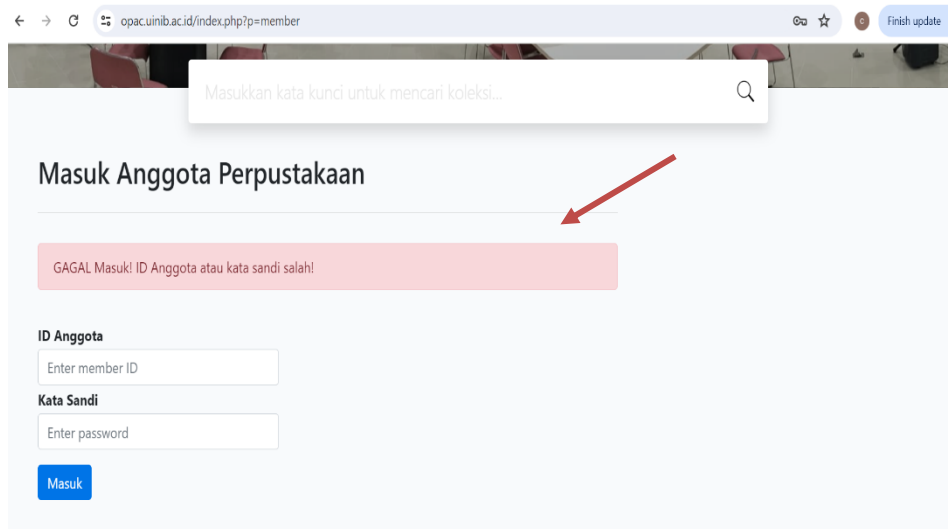 opac.uinib.ac.id/index.php?p=member
Finish update
Masukkan kata kunci untuk mencari koleksi...
Masuk Anggota Perpustakaan
GAGAL Masuk! ID Anggota atau kata sandi salah!
ID Anggota
Enter member ID
Kata Sandi
Enter password
Masuk